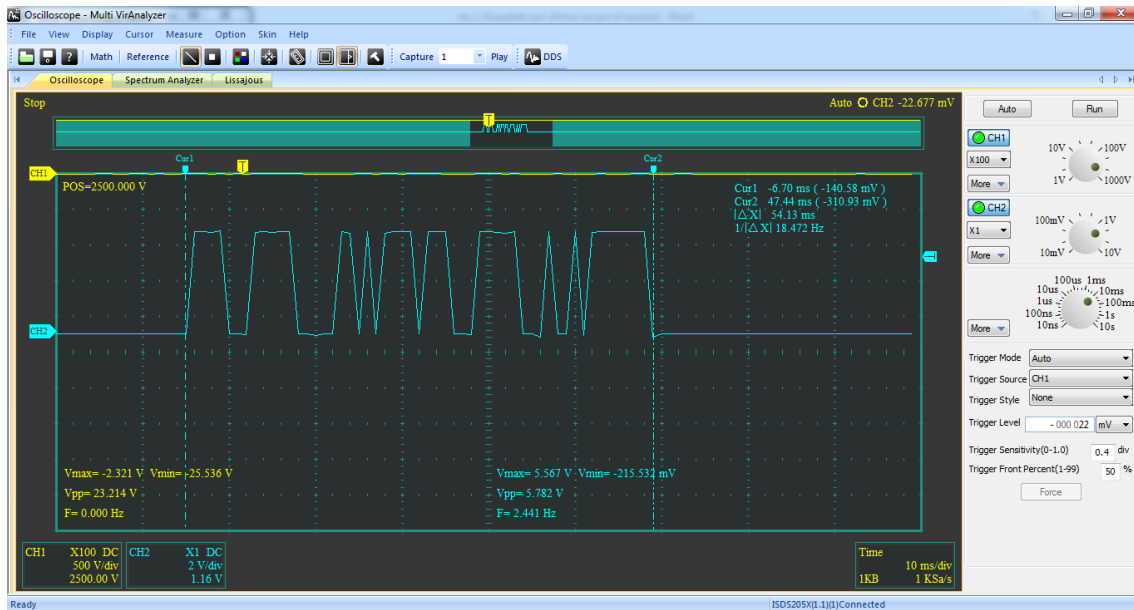 Oscilloscope - Multi VirAnalyzer
File View Display Cursor Measure Option Skin Help
Math Reference Capture 1 Play DDS
Oscilloscope Spectrum Analyzer Lissajous
Stop
Auto CH2 -22.677 mV
T
Cur1 Cur2
T
CH1
POS=2500.000 V
Cur1 -6.70 ms ( -140.58 mV )
Cur2 47.44 ms ( -310.93 mV )
|△X| 54.13 ms
1/|△X| 18.472 Hz
CH2
Vmax= -2.321 V Vmin= -25.536 V
Vpp= 23.214 V
F= 0.000 Hz
Vmax= 5.567 V Vmin= -215.532 mV
Vpp= 5.782 V
F= 2.441 Hz
CH1 X100 DC
500 V/div
2500.00 V
CH2 X1 DC
2 V/div
1.16 V
Time
10 ms/div
1KB 1 KSa/s
Auto Run
CH1
X100
More
10V 100V
1V 1000V
CH2
X1
More
100mV 1V
10mV 10V
100us 1ms
10us 10ms
1us 100ms
100ns 1s
10ns 10s
More
Trigger Mode Auto
Trigger Source CH1
Trigger Style None
Trigger Level - 000 022 mV
Trigger Sensitivity(0-1.0) 0.4 div
Trigger Front Percent(1-99) 50 %
Force
Ready
ISDS205X(1.1)(1)Connected